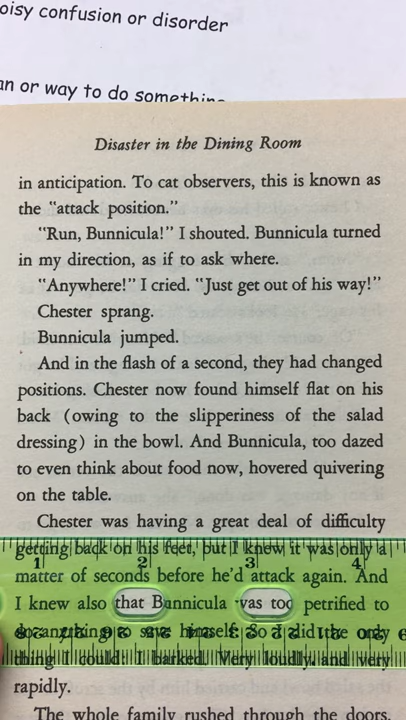 oisy confusion or disorder
an or way to do something
Disaster in the Dining Room
in anticipation. To cat observers, this is known as
the "attack position."
"Run, Bunnicula!" I shouted. Bunnicula turned
in my direction, as if to ask where.
"Anywhere!" I cried. "Just get out of his way!"
Chester sprang.
Bunnicula jumped.
And in the flash of a second, they had changed
positions. Chester now found himself flat on his
back (owing to the slipperiness of the salad
dressing) in the bowl. And Bunnicula, too dazed
to even think about food now, hovered quivering
on the table.
Chester was having a great deal of difficulty
getting back on his feet, but I knew it was only a
1 2 3 4
matter of seconds before he'd attack again. And
I knew also that Bunnicula was too petrified to
do anything to save himself. So I did the only
thing I could: I barked. Very loudly and very
rapidly.
The whole family rushed through the doors.